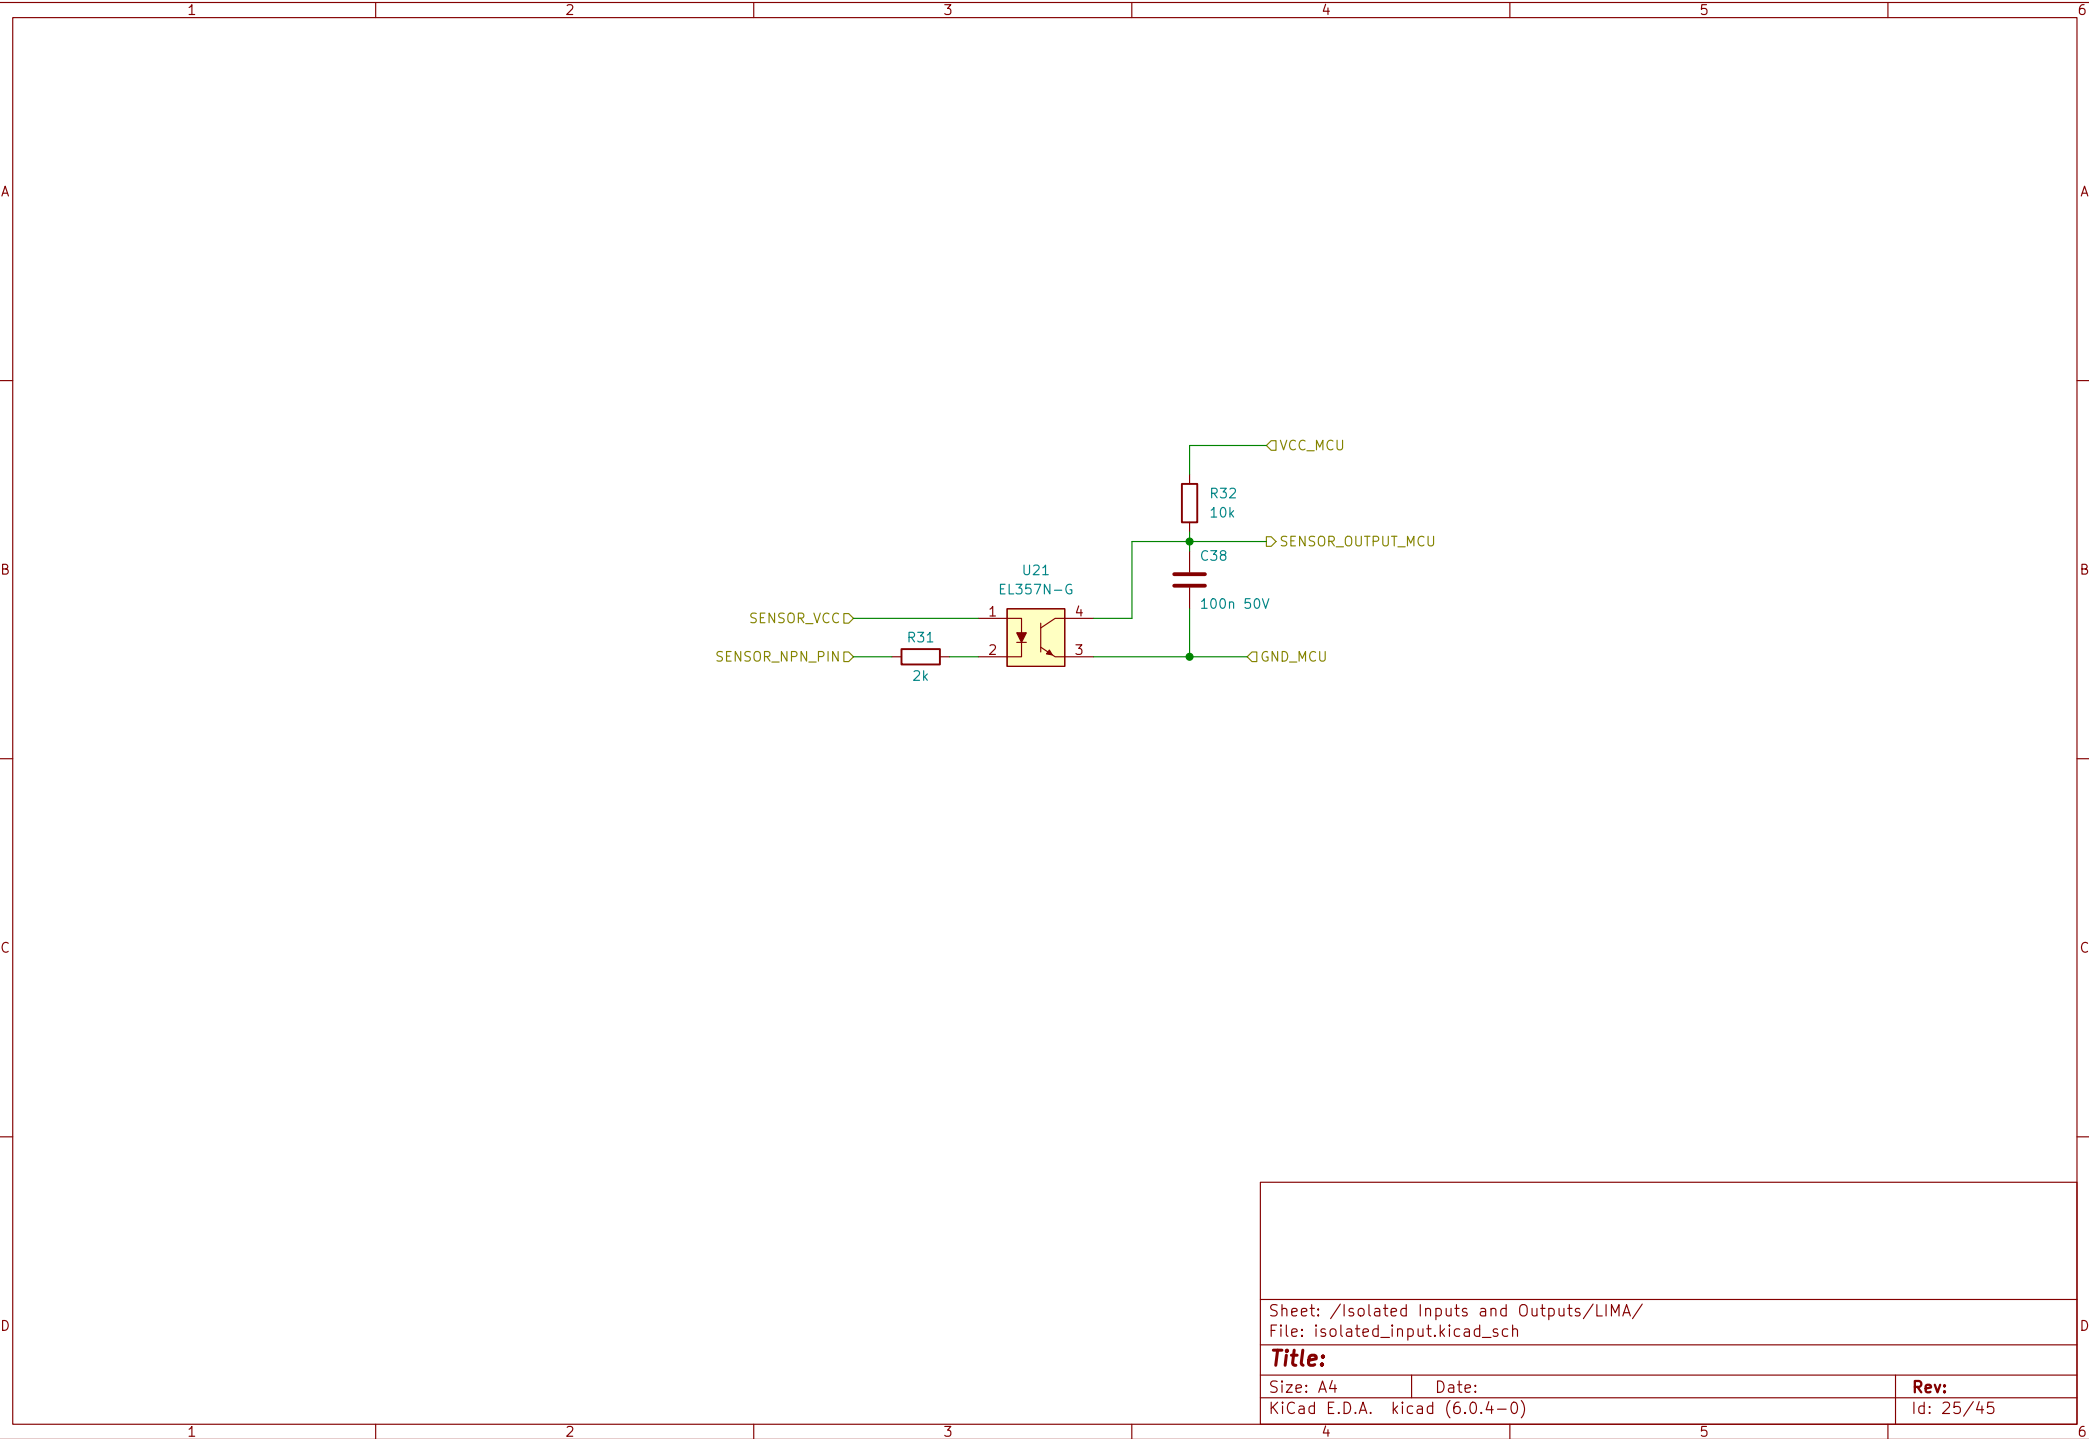 1 2 3 4 5 6
A A
VCC_MCU
R32
10k
SENSOR_OUTPUT_MCU
C38
B B
U21
EL357N-G
100n 50V
SENSOR_VCC 1 4
R31
SENSOR_NPN_PIN 2 3 GND_MCU
2k
C C
Sheet: /Isolated Inputs and Outputs/LIMA/
D D
File: isolated_input.kicad_sch
Title:
Size: A4 Date: Rev:
KiCad E.D.A. kicad (6.0.4-0) Id: 25/45
1 2 3 4 5 6